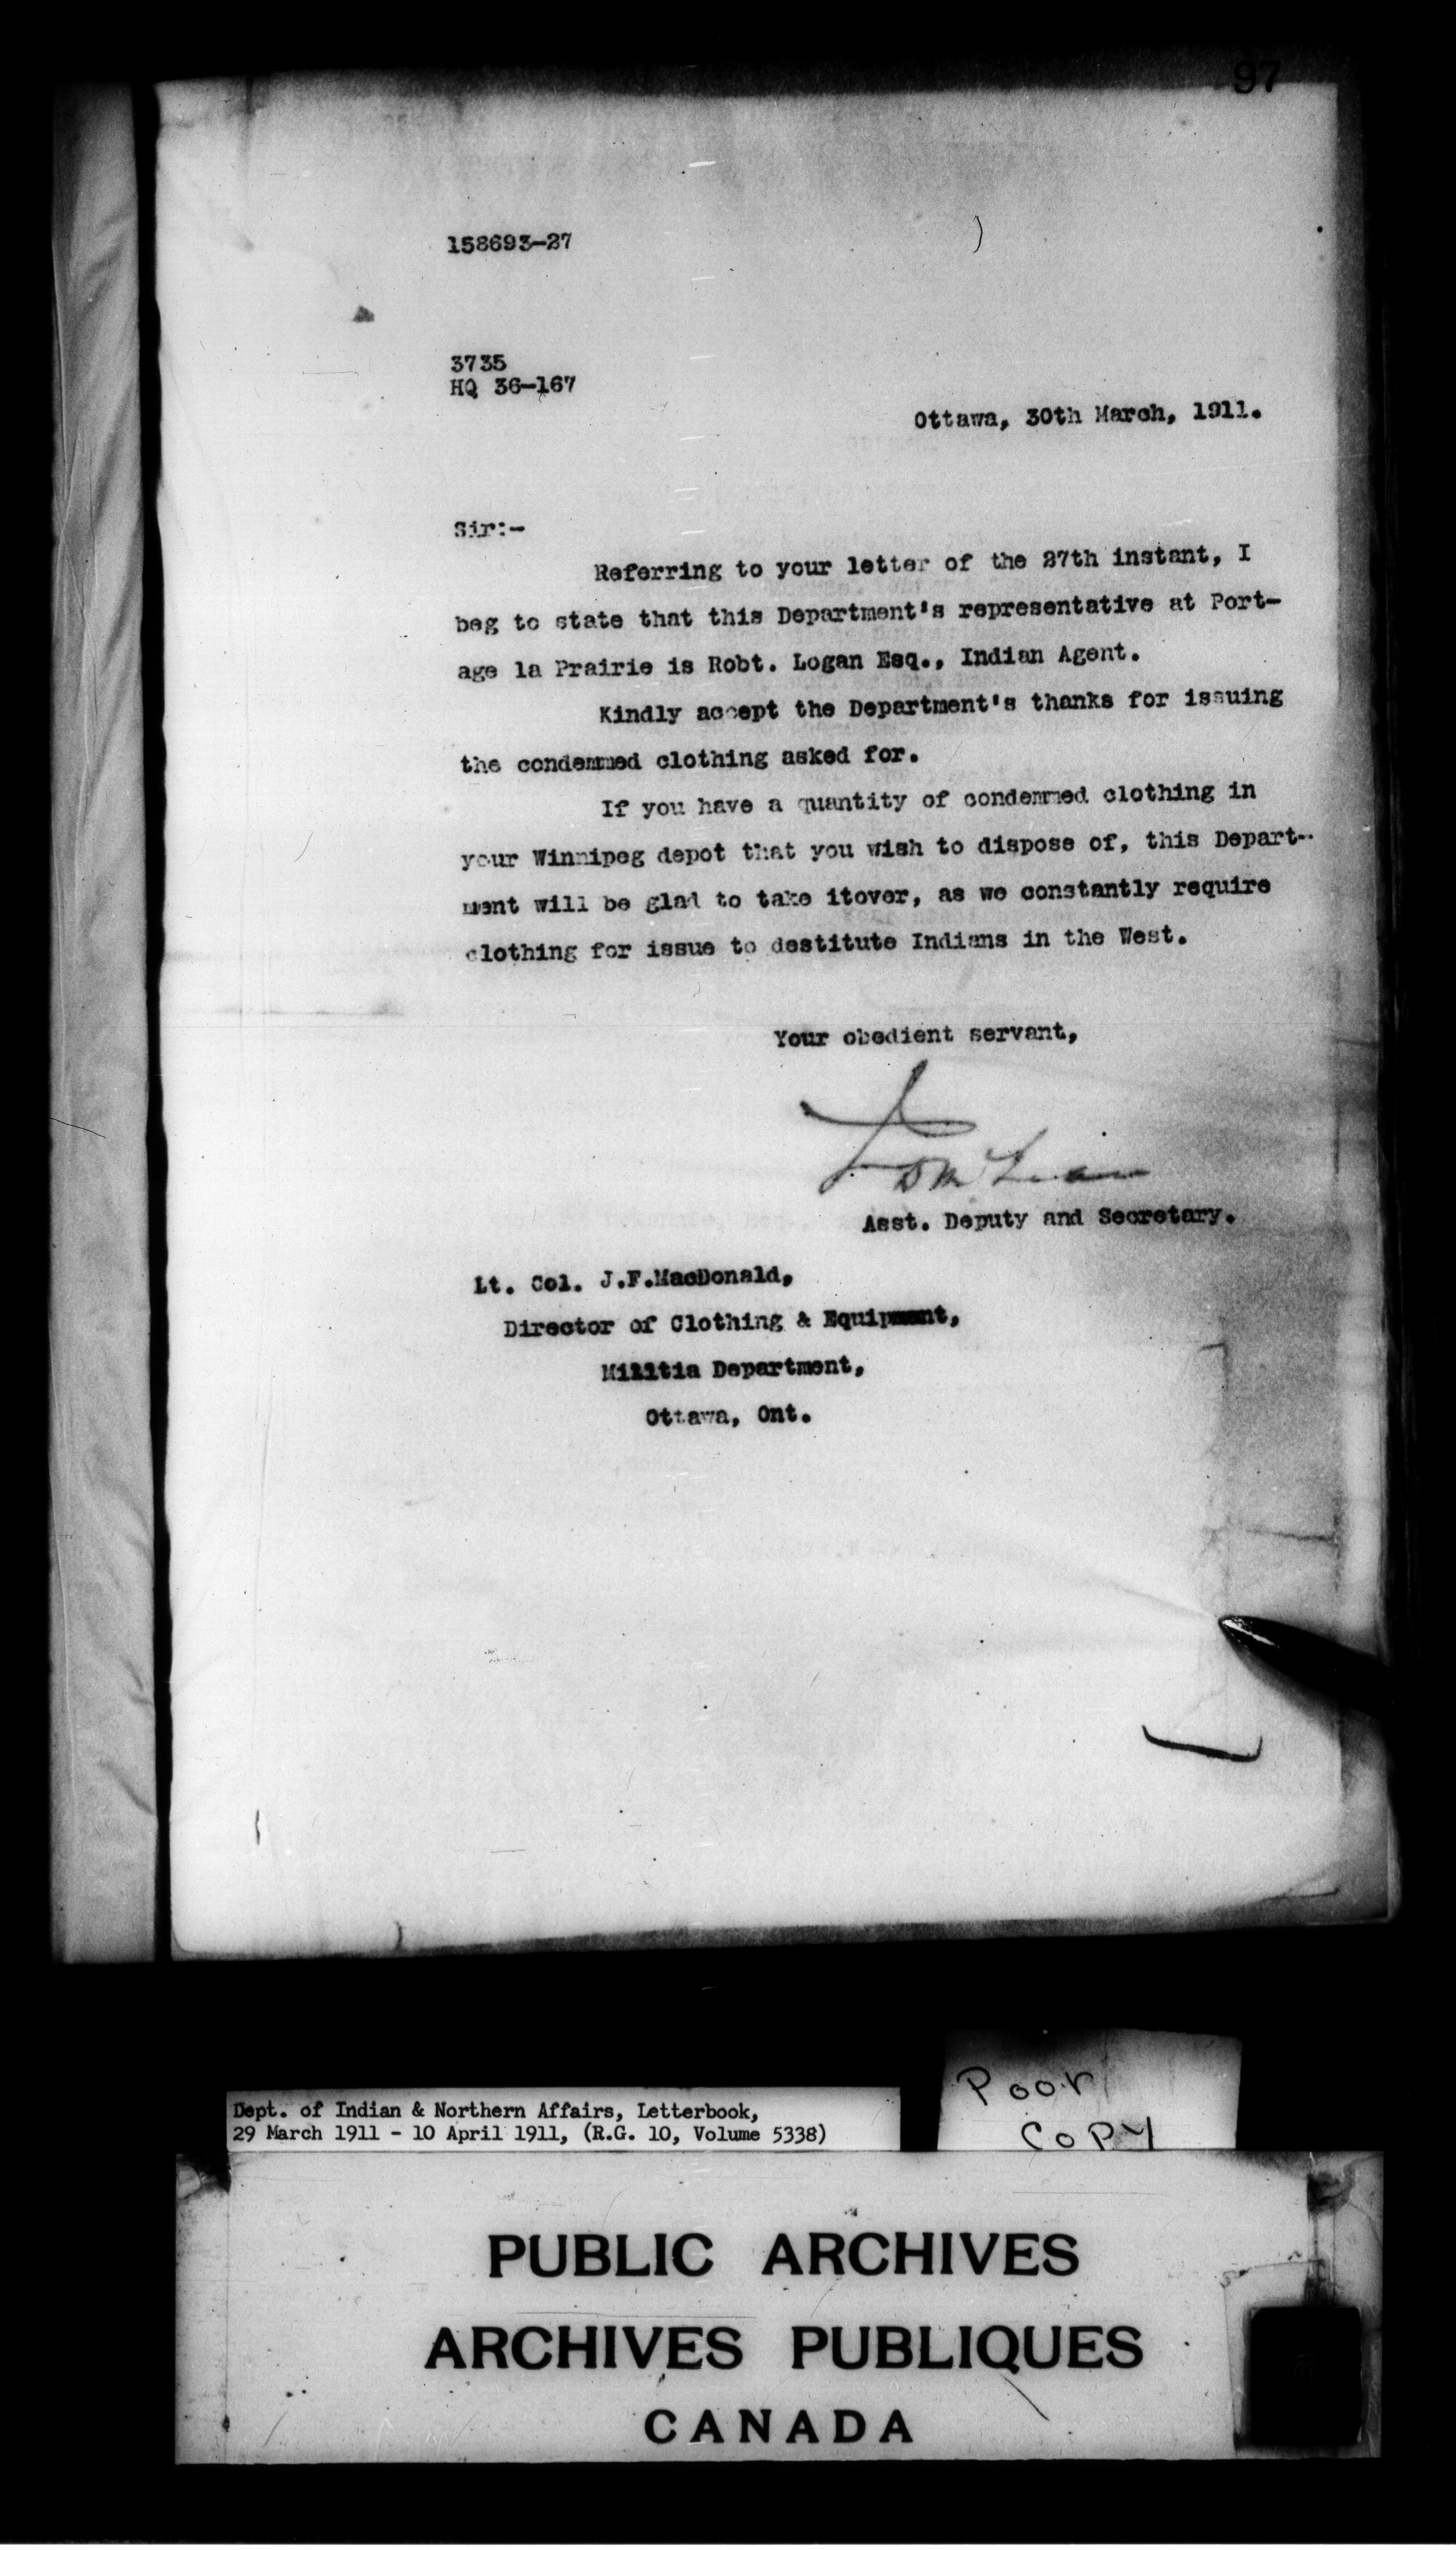 97
158693-27
3735
HQ 36-167
Ottawa, 30th March, 1911.
Sir:-
Referring to your letter of the 27th instant, I
beg to state that this Department's representative at Port-
age la Prairie is Robt. Logan Esq., Indian Agent.
Kindly accept the Department's thanks for issuing
the condemmed clothing asked for.
If you have a quantity of condemmed clothing in
your Winnipeg depot that you wish to dispose of, this Depart-
ment will be glad to take itover, as we constantly require
clothing for issue to destitute Indians in the West.
Your obedient servant,
Asst. Deputy and Secretary.
Lt. Col. J.F.MacDonald,
Director of Clothing & Equipment,
Militia Department,
Ottawa, Ont.
Poor
Copy
Dept. of Indian & Northern Affairs, Letterbook,
29 March 1911 - 10 April 1911, (R.G. 10, Volume 5338)
PUBLIC ARCHIVES
ARCHIVES PUBLIQUES
CANADA